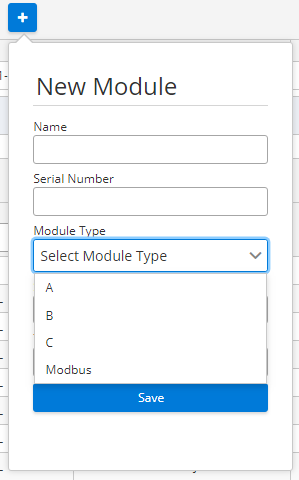 New Module
Name
Serial Number
Module Type
Select Module Type
A
B
C
Modbus
Save